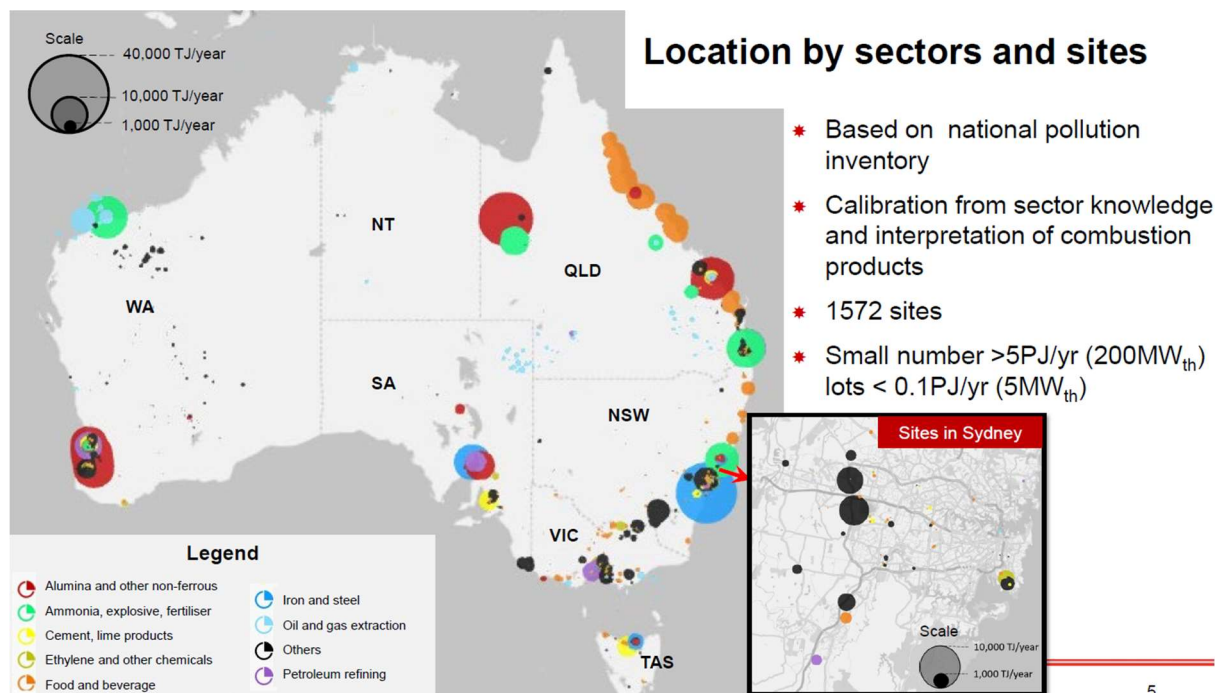 Location by sectors and sites
Scale
40,000 TJ/year
10,000 TJ/year
1,000 TJ/year
✷ Based on national pollution
inventory
✷ Calibration from sector knowledge
and interpretation of combustion
products
✷ 1572 sites
✷ Small number >5PJ/yr (200MWth)
lots < 0.1PJ/yr (5MWth)
NT
QLD
WA
SA
NSW
VIC
TAS
Sites in Sydney
Scale
10,000 TJ/year
1,000 TJ/year
Legend
Alumina and other non-ferrous
Ammonia, explosive, fertiliser
Cement, lime products
Ethylene and other chemicals
Food and beverage
Iron and steel
Oil and gas extraction
Others
Petroleum refining
5